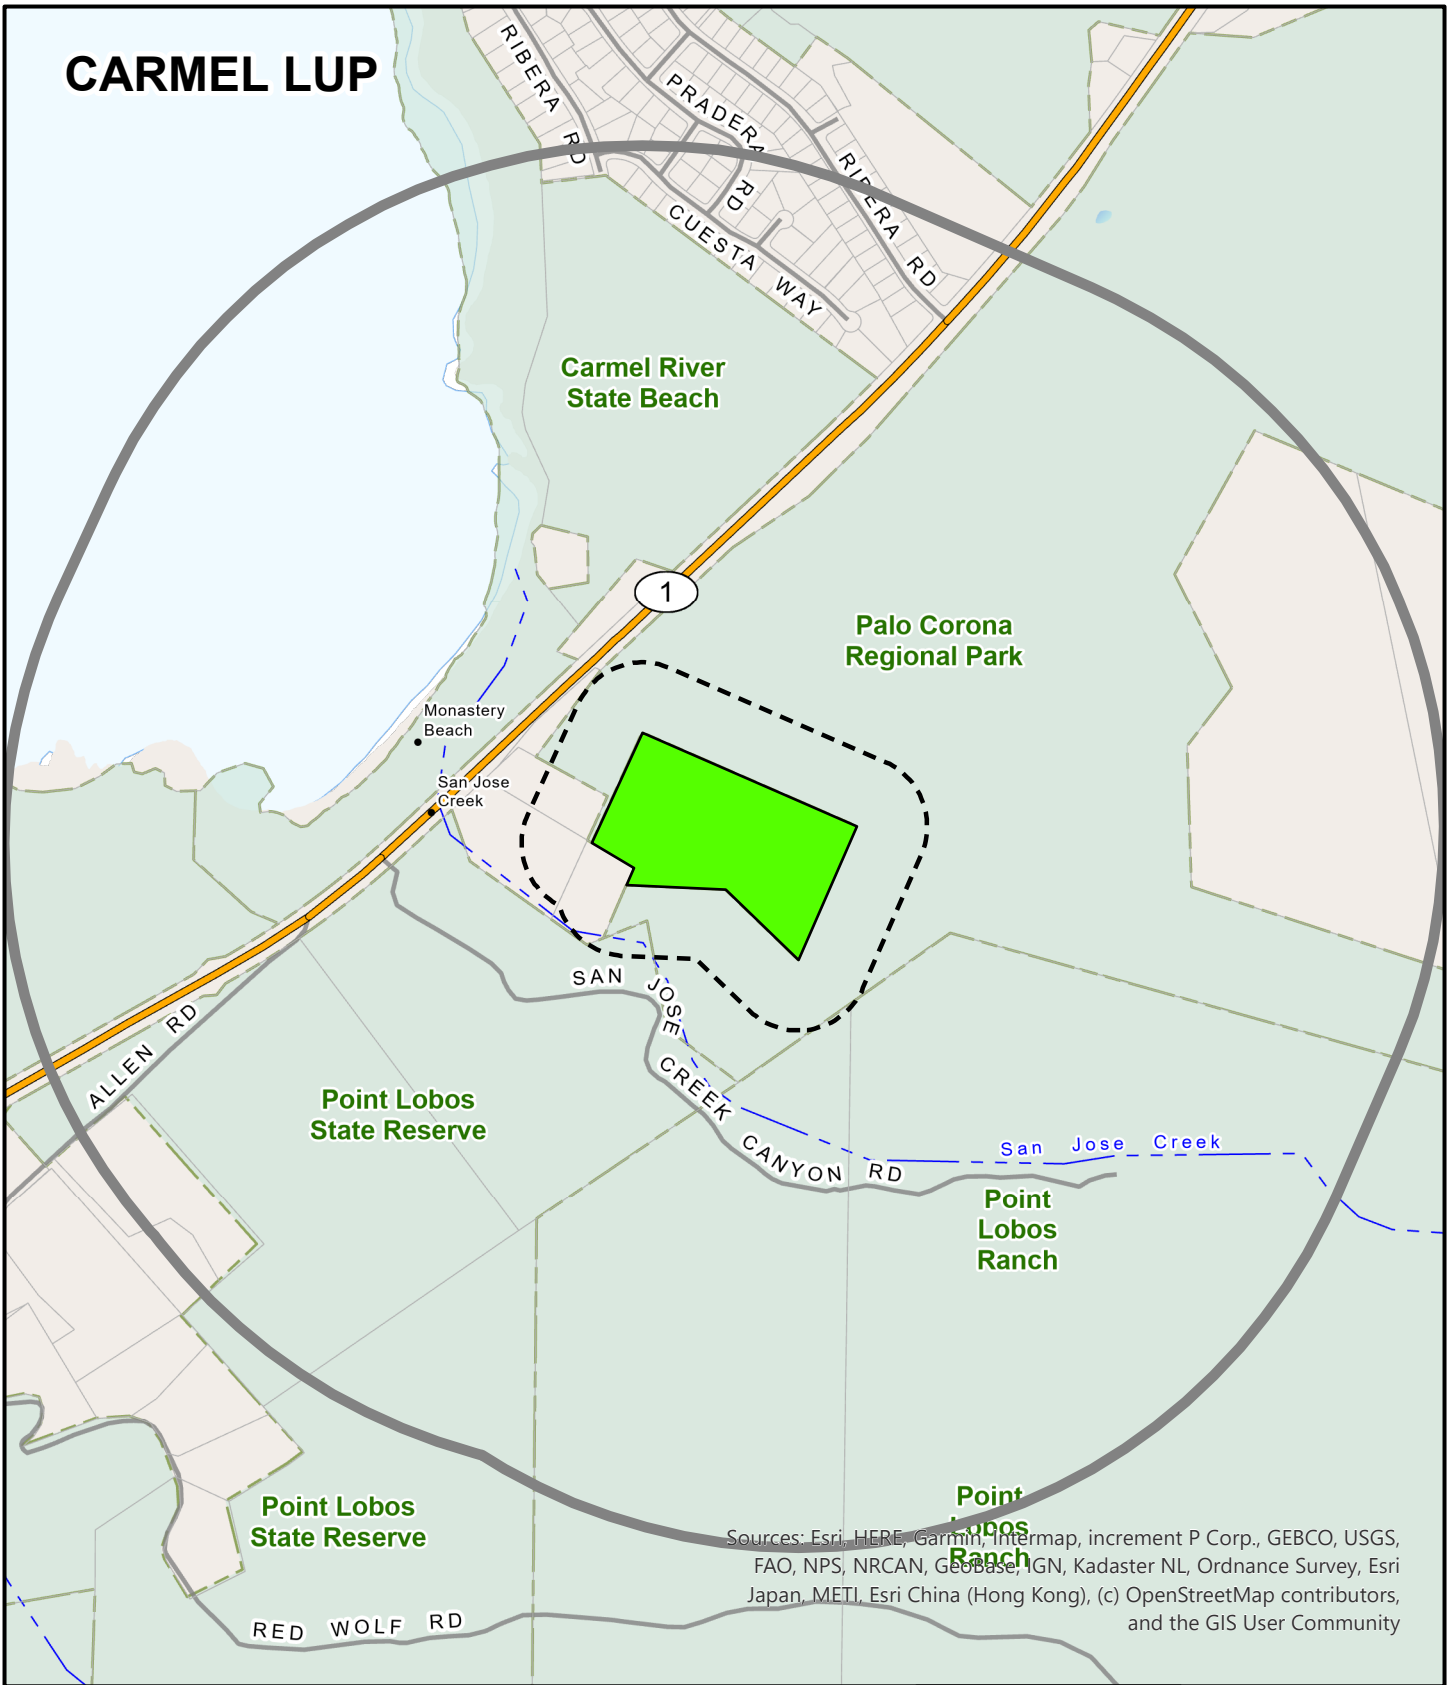 CARMEL LUP
RIBERA RD
PRADERA RD
RIBERA RD
CUESTA WAY
Carmel River
State Beach
1
Palo Corona
Regional Park
Monastery
Beach
San Jose
Creek
SAN JOSE CREEK CANYON RD
ALLEN RD
Point Lobos
State Reserve
San Jose Creek
Point
Lobos
Ranch
Point Lobos
State Reserve
Point
Lobos
Ranch
RED WOLF RD
Sources: Esri, HERE, Garmin, Intermap, increment P Corp., GEBCO, USGS,
FAO, NPS, NRCAN, GeoBase, IGN, Kadaster NL, Ordnance Survey, Esri
Japan, METI, Esri China (Hong Kong), (c) OpenStreetMap contributors,
and the GIS User Community